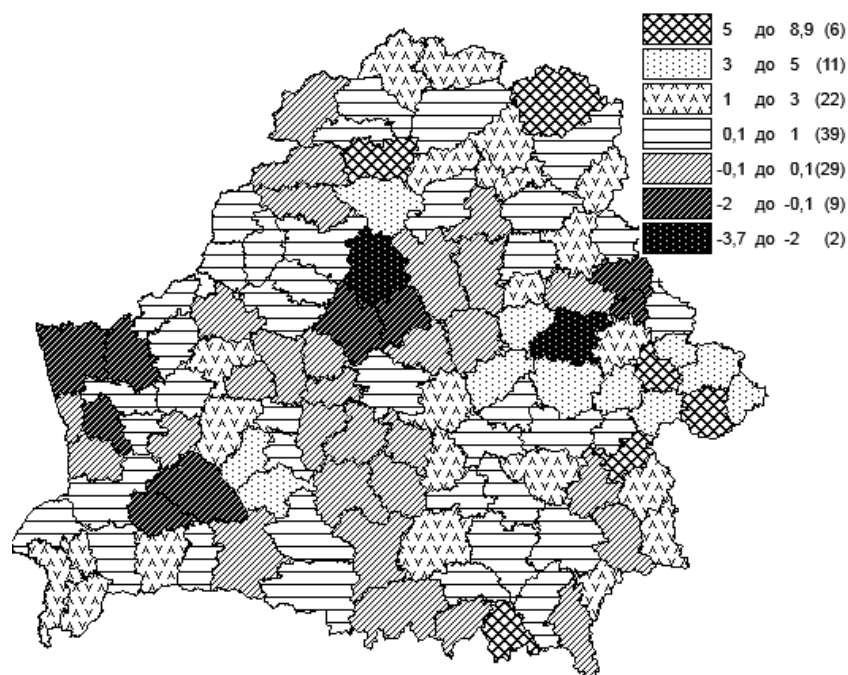 5 до 8,9 (6)
3 до 5 (11)
1 до 3 (22)
0,1 до 1 (39)
-0,1 до 0,1(29)
-2 до -0,1 (9)
-3,7 до -2 (2)